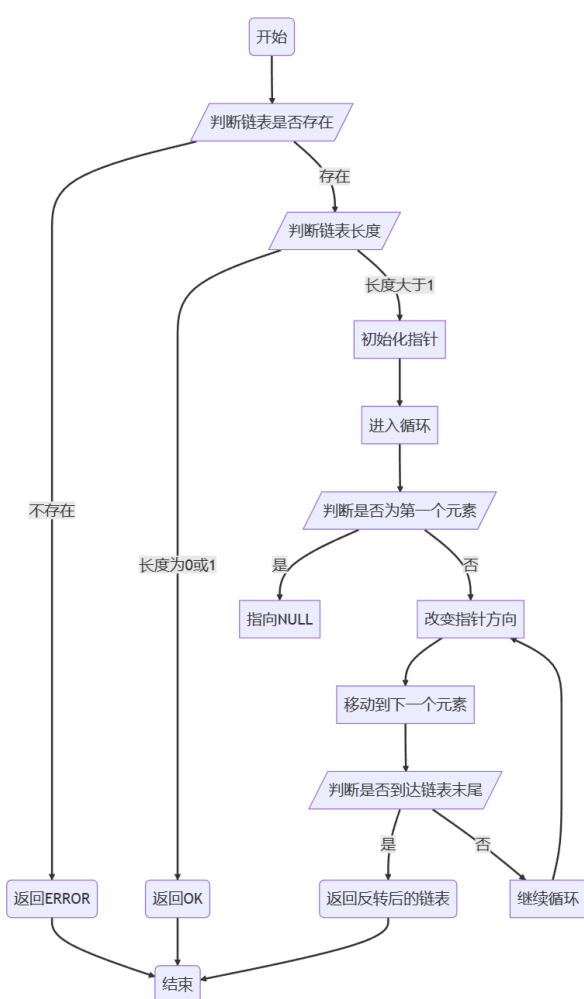 开始
判断链表是否存在
存在
判断链表长度
长度大于1
初始化指针
进入循环
判断是否为第一个元素
不存在
长度为0或1
是
否
指向NULL
改变指针方向
移动到下一个元素
判断是否到达链表末尾
是
否
返回ERROR
返回OK
返回反转后的链表
继续循环
结束